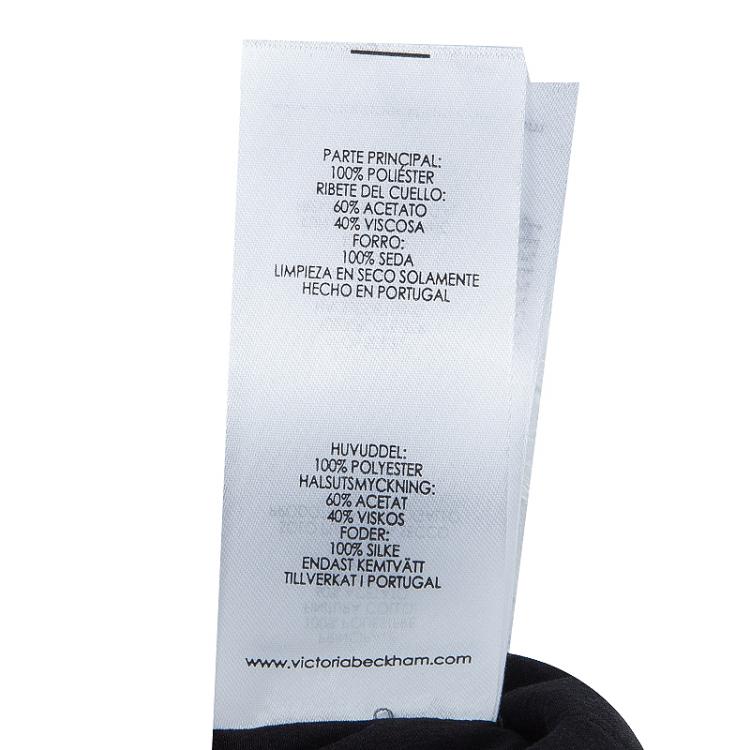 PARTE PRINCIPAL:
100% POLIÉSTER
RIBETE DEL CUELLO:
60% ACETATO
40% VISCOSA
FORRO:
100% SEDA
LIMPIEZA EN SECO SOLAMENTE
HECHO EN PORTUGAL
HUVUDDEL:
100% POLYESTER
HALSUTSMYCKNING:
60% ACETAT
40% VISKOS
FODER:
100% SILKE
ENDAST KEMTVÄTT
TILLVERKAT I PORTUGAL
www.victoriabeckham.com